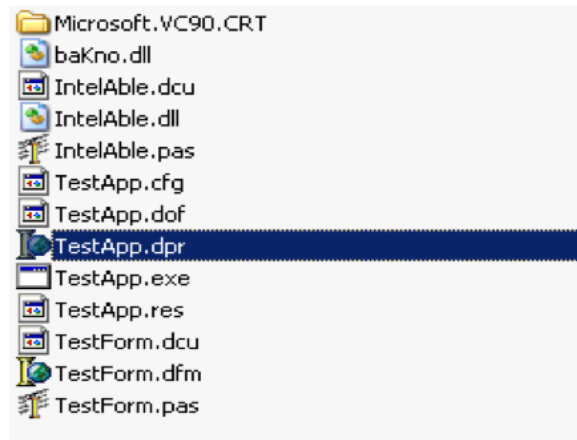 Microsoft.VC90.CRT
baKno.dll
IntelAble.dcu
IntelAble.dll
IntelAble.pas
TestApp.cfg
TestApp.dof
TestApp.dpr
TestApp.exe
TestApp.res
TestForm.dcu
TestForm.dfm
TestForm.pas